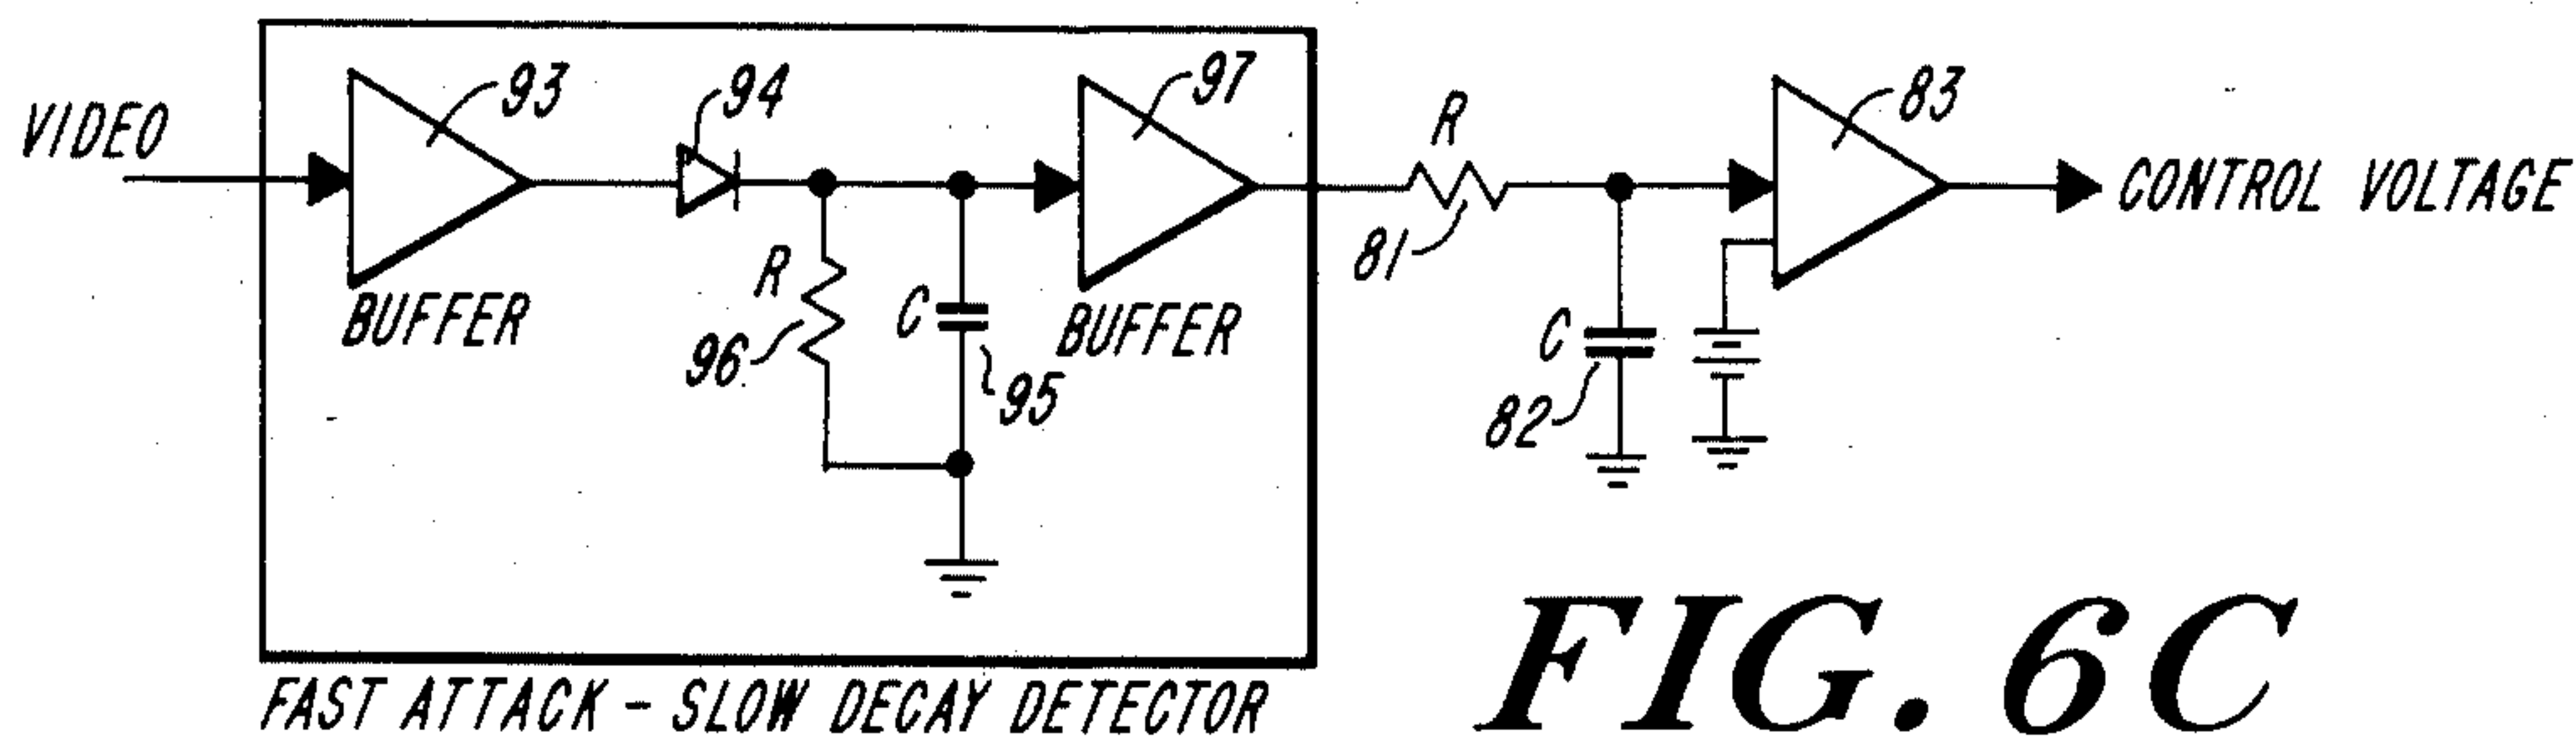 VIDEO
93
BUFFER
94
R
96
C
95
97
BUFFER
R
81
C
82
83
CONTROL VOLTAGE
FAST ATTACK - SLOW DECAY DETECTOR
FIG. 6C